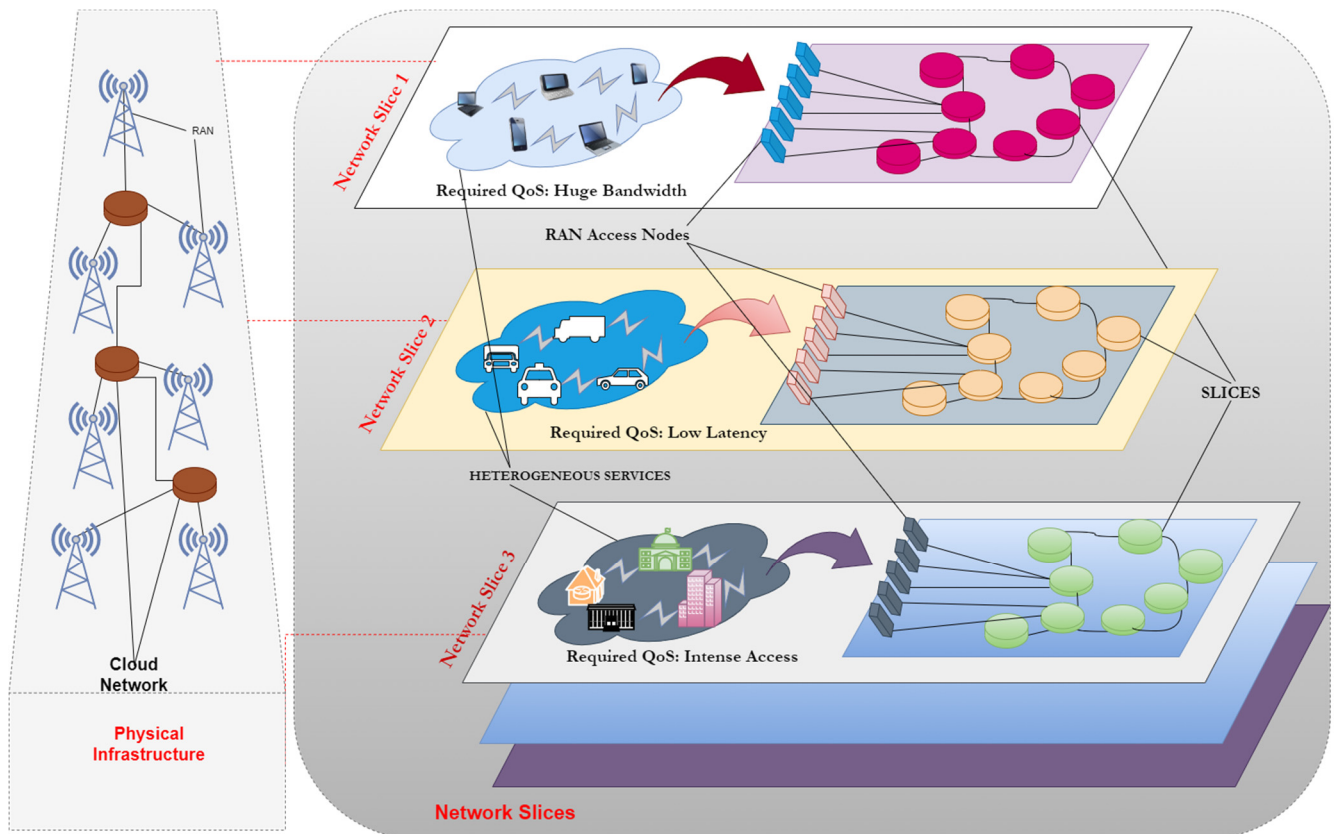 RAN
Cloud
Network
Physical
Infrastructure
Network Slice 1
Required QoS: Huge Bandwidth
RAN Access Nodes
Network Slice 2
Required QoS: Low Latency
SLICES
HETEROGENEOUS SERVICES
Network Slice 3
Required QoS: Intense Access
Network Slices